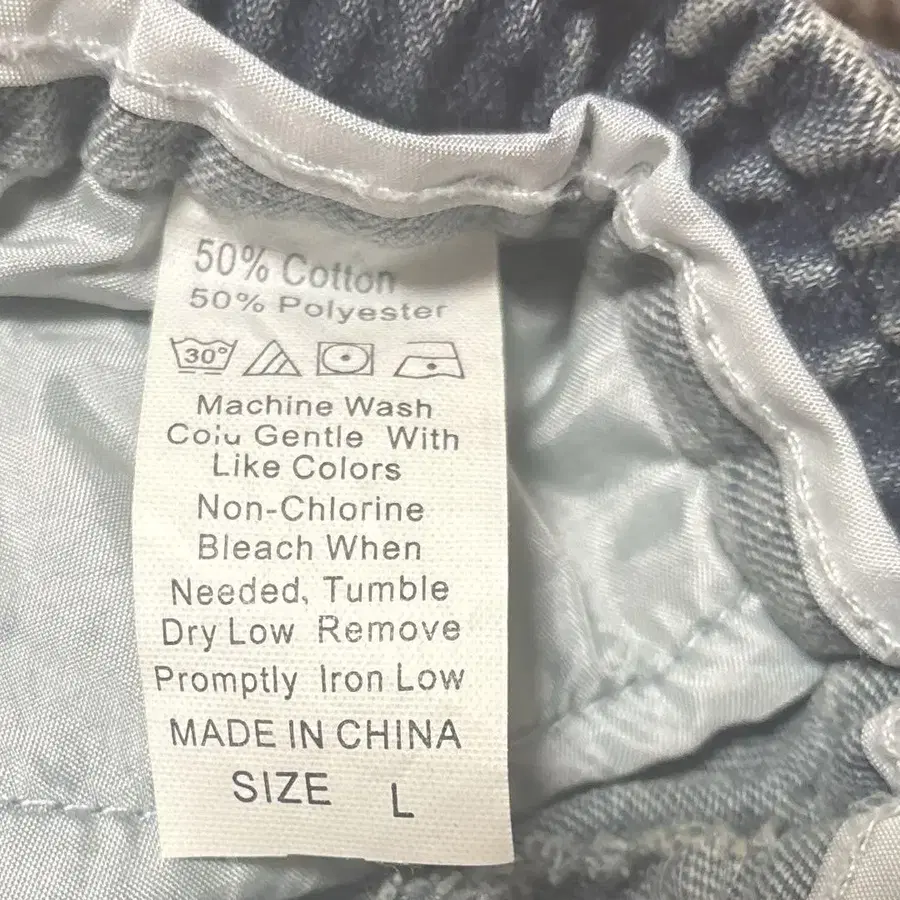 50% Cotton
50% Polyester
30°
Machine Wash
Gentle With
Like Colors
Non-Chlorine
Bleach When
Needed, Tumble
Dry Low Remove
Promptly Iron Low
MADE IN CHINA
SIZE L